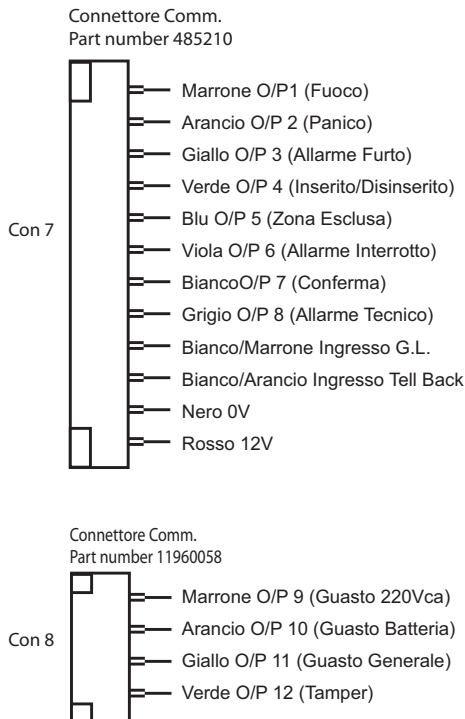 Connettore Comm.
Part number 485210
Con 7
Marrone O/P1 (Fuoco)
Arancio O/P 2 (Panico)
Giallo O/P 3 (Allarme Furto)
Verde O/P 4 (Inserito/Disinserito)
Blu O/P 5 (Zona Esclusa)
Viola O/P 6 (Allarme Interrotto)
BiancoO/P 7 (Conferma)
Grigio O/P 8 (Allarme Tecnico)
Bianco/Marrone Ingresso G.L.
Bianco/Arancio Ingresso Tell Back
Nero 0V
Rosso 12V
Connettore Comm.
Part number 11960058
Con 8
Marrone O/P 9 (Guasto 220Vca)
Arancio O/P 10 (Guasto Batteria)
Giallo O/P 11 (Guasto Generale)
Verde O/P 12 (Tamper)